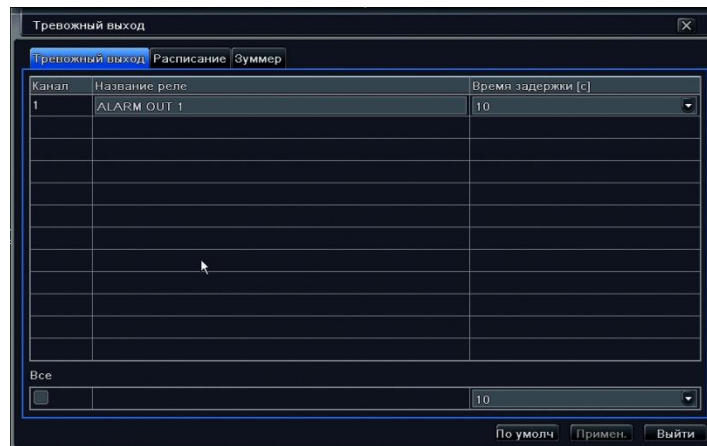 Тревожный выход
Тревожный выход Расписание Зуммер
Канал Название реле Время задержки [с]
1 ALARM OUT 1 10
Все
10
По умолч Примен. Выйти